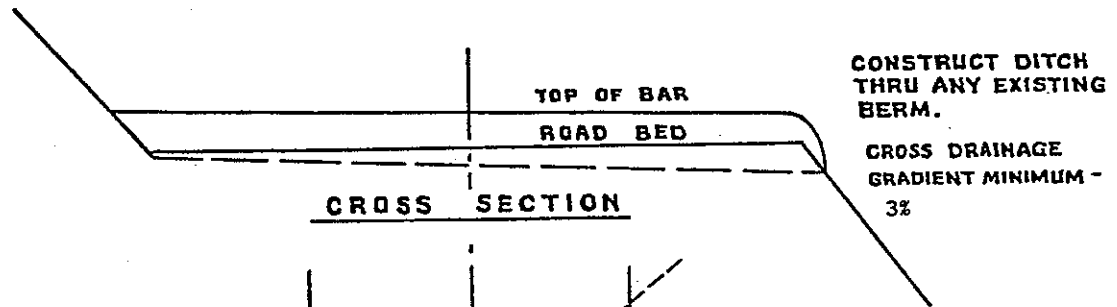 TOP OF BAR
ROAD BED
CROSS SECTION
CONSTRUCT DITCH
THRU ANY EXISTING
BERM.
CROSS DRAINAGE
GRADIENT MINIMUM -
3%